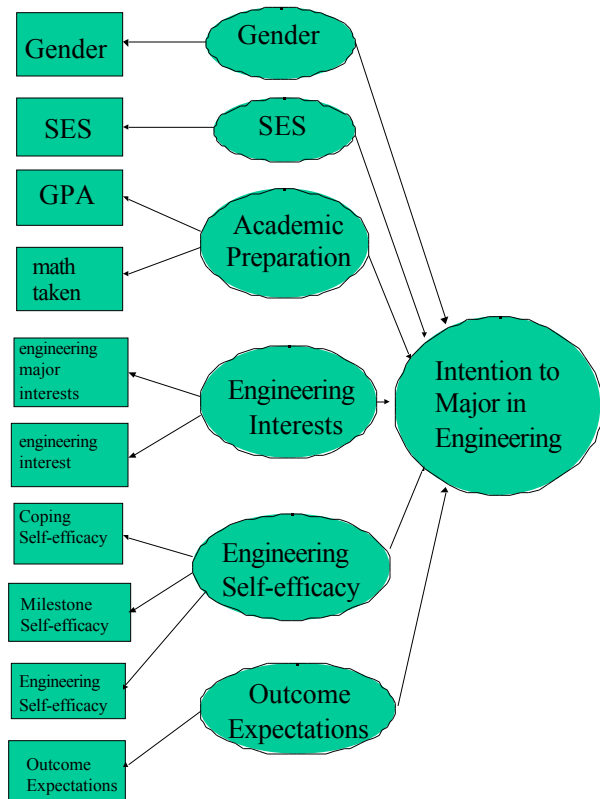 Gender
Gender
SES
SES
GPA
Academic
Preparation
math
taken
engineering
major
interests
Engineering
Interests
engineering
interest
Intention to
Major in
Engineering
Coping
Self-efficacy
Engineering
Self-efficacy
Milestone
Self-efficacy
Engineering
Self-efficacy
Outcome
Expectations
Outcome
Expectations